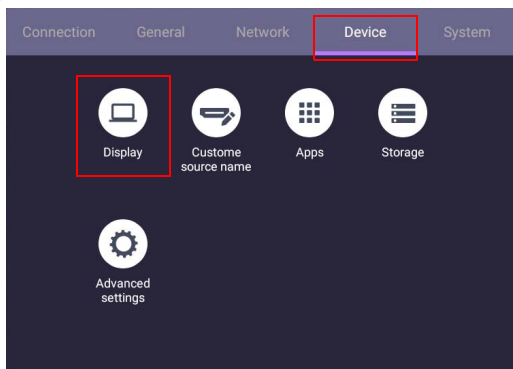 Connection General Network Device System
Display Custome Apps Storage
source name
Advanced
settings